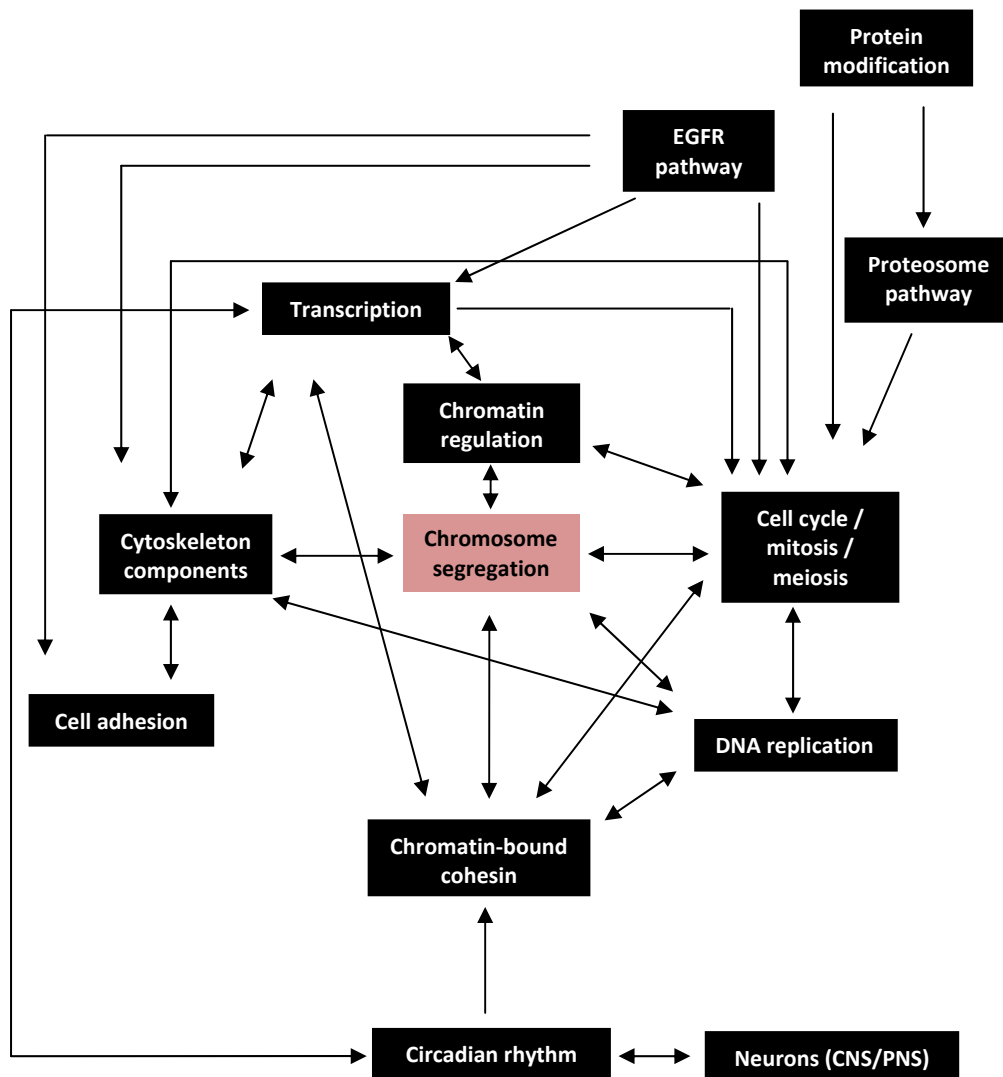 Protein
modification
EGFR
pathway
Proteosome
pathway
Transcription
Chromatin
regulation
Cytoskeleton
components
Chromosome
segregation
Cell cycle /
mitosis /
meiosis
Cell adhesion
DNA replication
Chromatin-bound
cohesin
Circadian rhythm
Neurons (CNS/PNS)